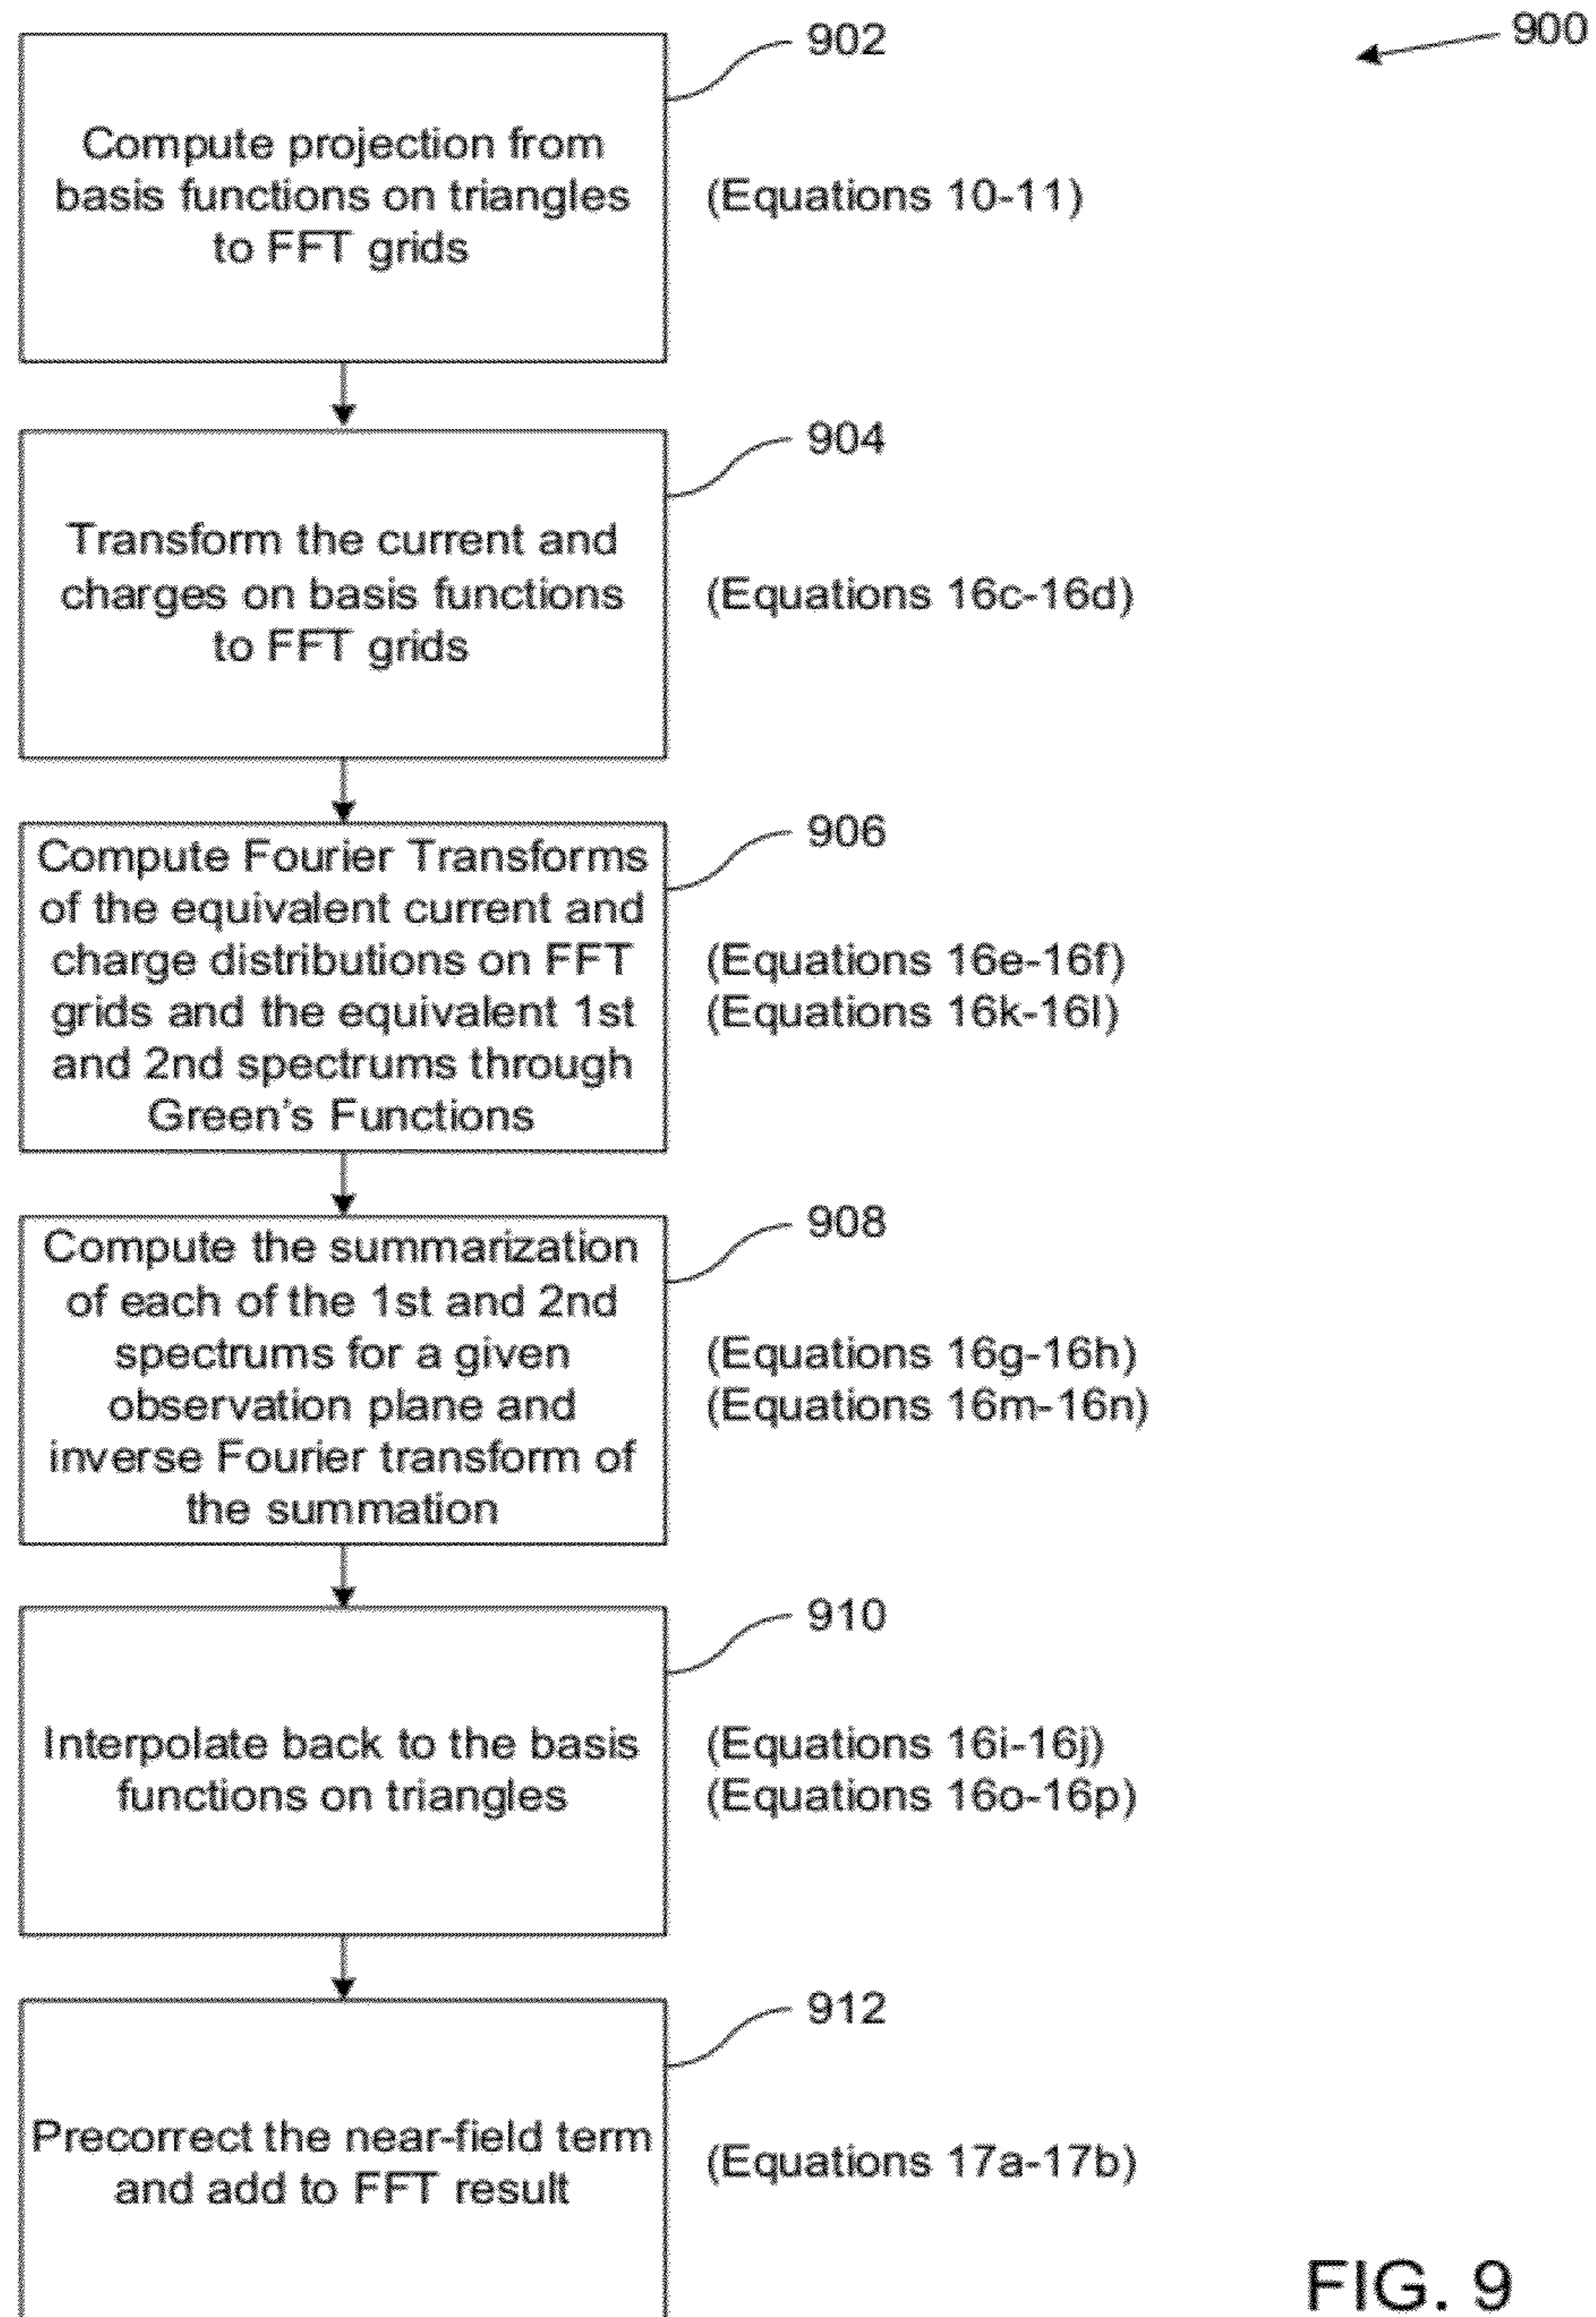 900
902
Compute projection from
basis functions on triangles
to FFT grids
(Equations 10-11)
904
Transform the current and
charges on basis functions
to FFT grids
(Equations 16c-16d)
906
Compute Fourier Transforms
of the equivalent current and
charge distributions on FFT
grids and the equivalent 1st
and 2nd spectrums through
Green's Functions
(Equations 16e-16f)
(Equations 16k-16l)
908
Compute the summarization
of each of the 1st and 2nd
spectrums for a given
observation plane and
inverse Fourier transform of
the summation
(Equations 16g-16h)
(Equations 16m-16n)
910
Interpolate back to the basis
functions on triangles
(Equations 16i-16j)
(Equations 16o-16p)
912
Precorrect the near-field term
and add to FFT result
(Equations 17a-17b)
FIG. 9